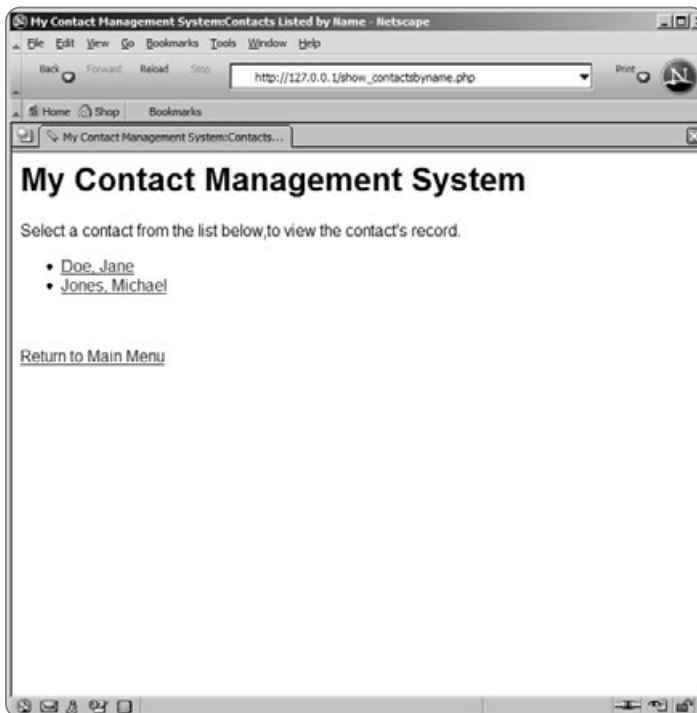 My Contact Management System:Contacts Listed by Name - Netscape
File Edit View Go Bookmarks Tools Window Help
Back Forward Reload Stop http://127.0.0.1/show_contactsbyname.php Print N
Home Shop Bookmarks
My Contact Management System:Contacts...
My Contact Management System
Select a contact from the list below,to view the contact's record.
• Doe, Jane
• Jones, Michael
Return to Main Menu